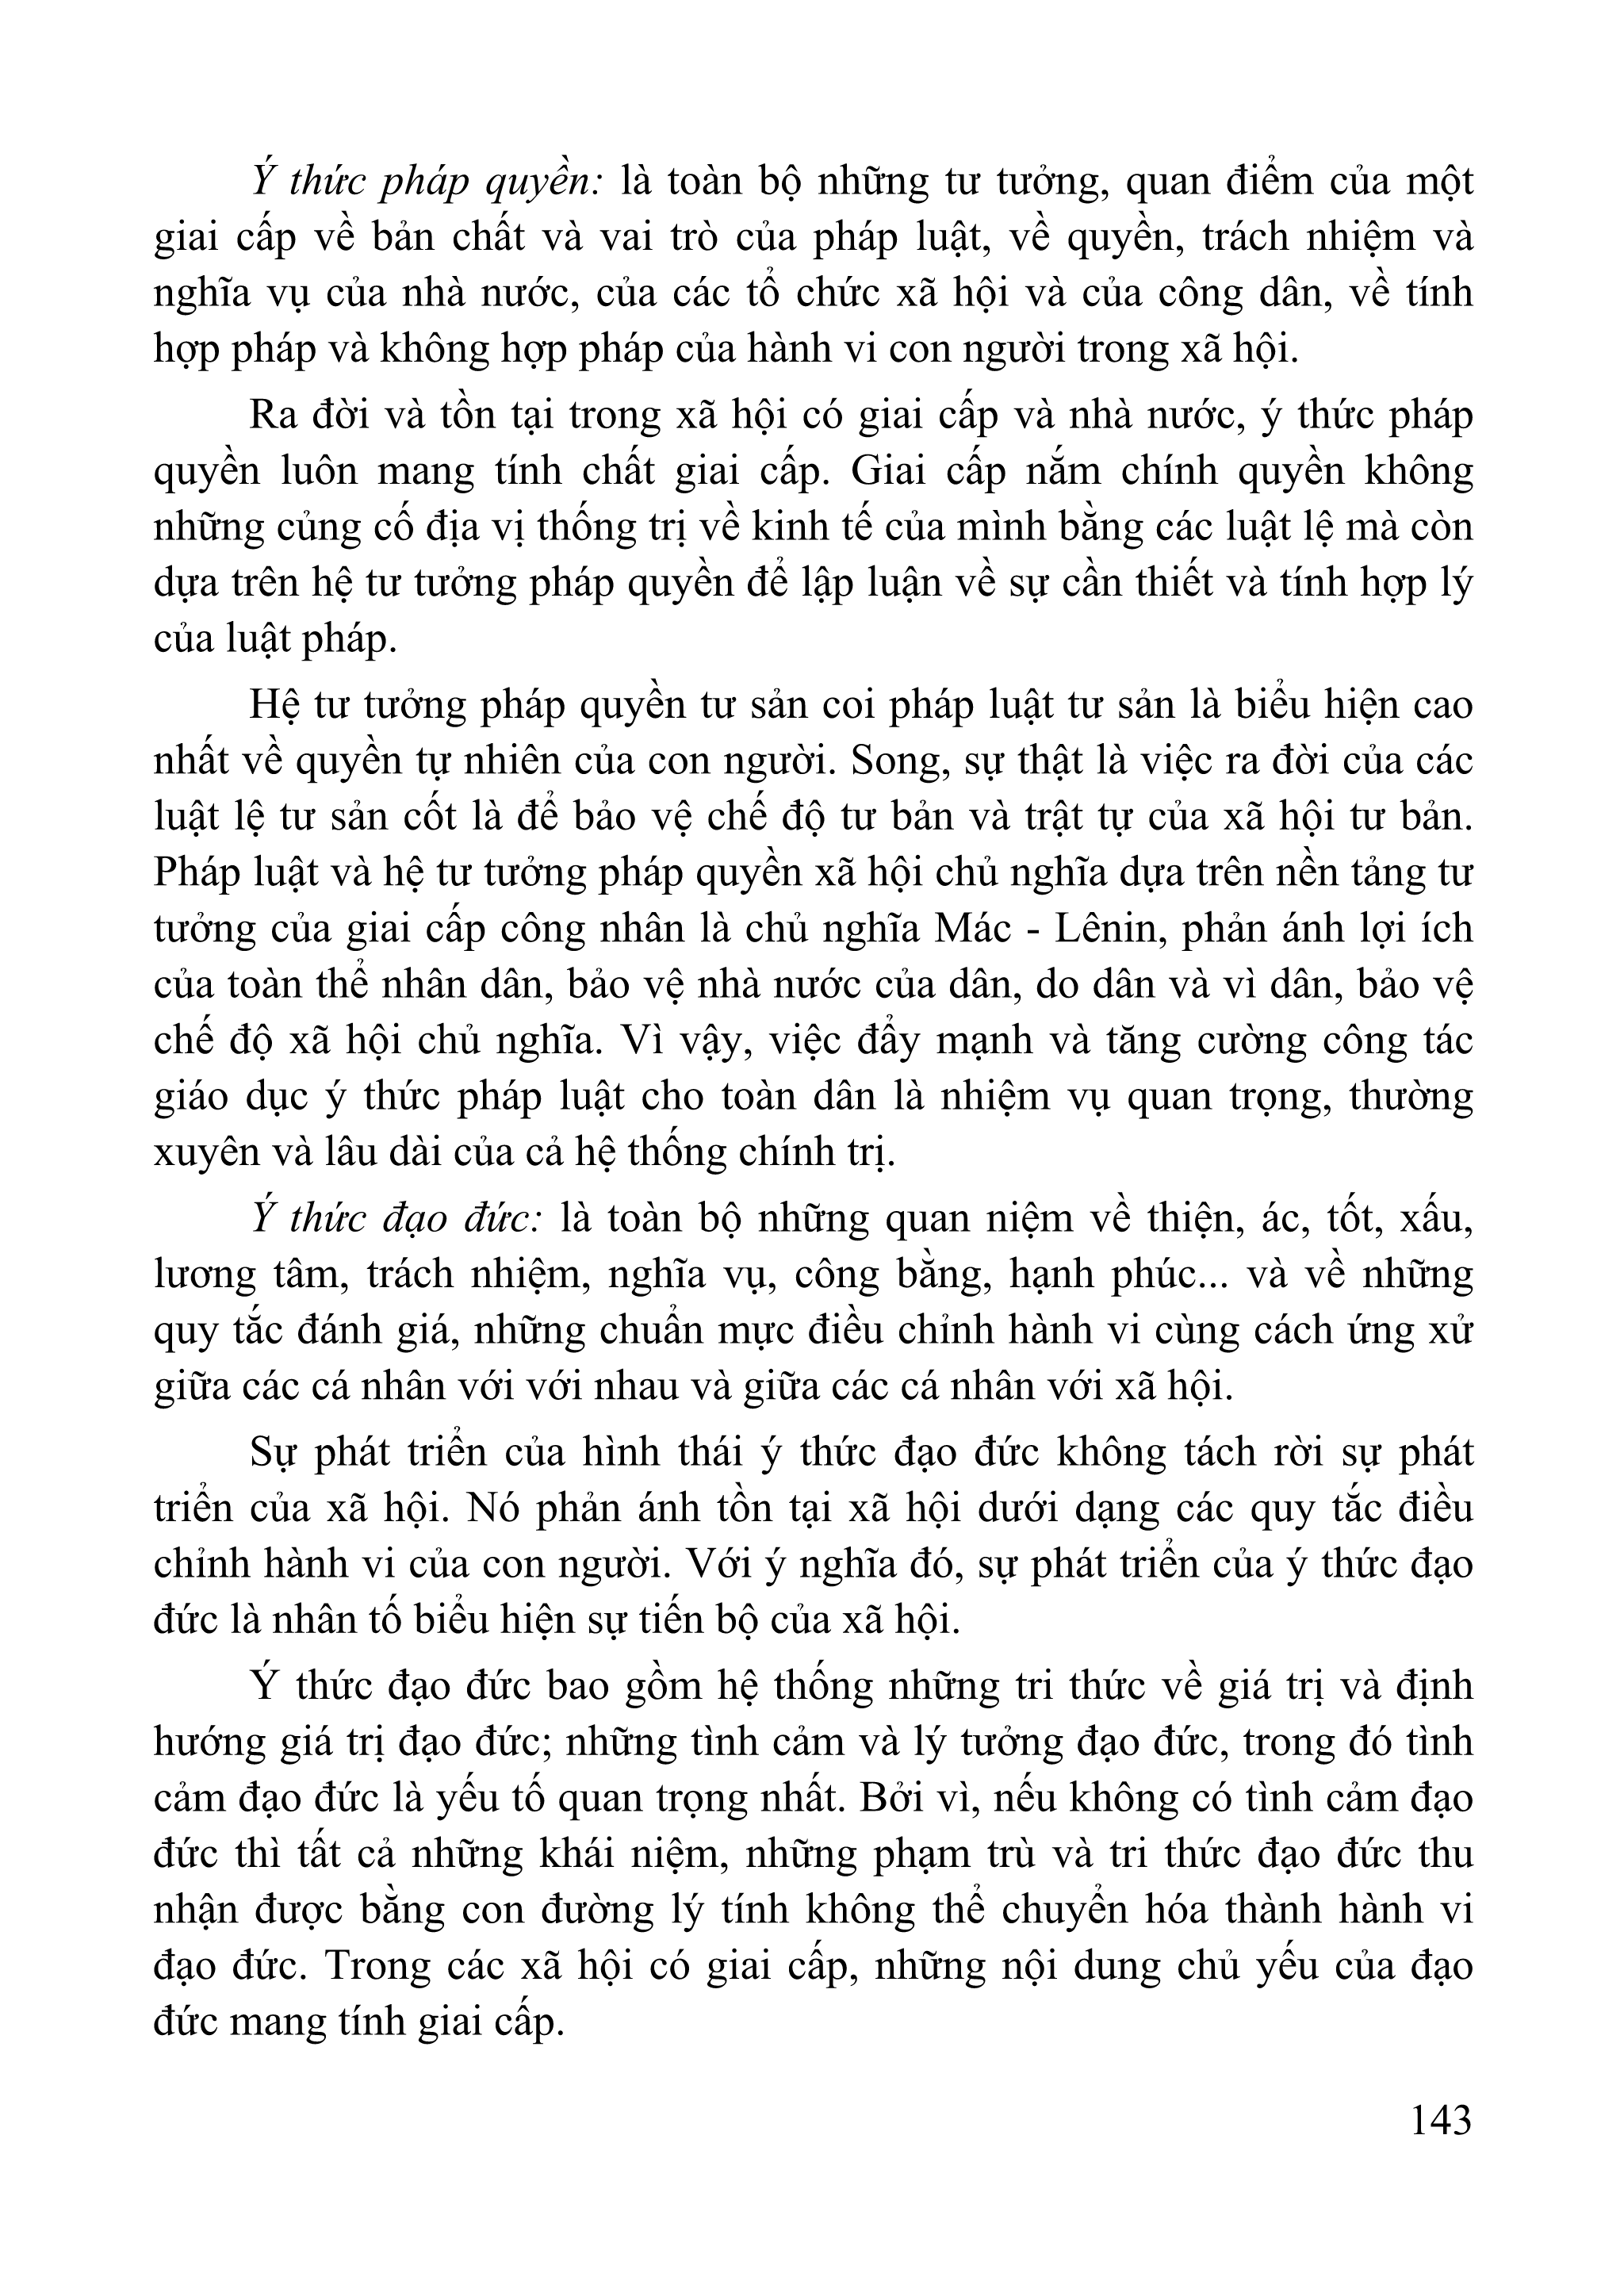 Ý thức pháp quyền: là toàn bộ những tư tưởng, quan điểm của một
giai cấp về bản chất và vai trò của pháp luật, về quyền, trách nhiệm và
nghĩa vụ của nhà nước, của các tổ chức xã hội và của công dân, về tính
hợp pháp và không hợp pháp của hành vi con người trong xã hội.
Ra đời và tồn tại trong xã hội có giai cấp và nhà nước, ý thức pháp
quyền luôn mang tính chất giai cấp. Giai cấp nắm chính quyền không
những củng cố địa vị thống trị về kinh tế của mình bằng các luật lệ mà còn
dựa trên hệ tư tưởng pháp quyền để lập luận về sự cần thiết và tính hợp lý
của luật pháp.
Hệ tư tưởng pháp quyền tư sản coi pháp luật tư sản là biểu hiện cao
nhất về quyền tự nhiên của con người. Song, sự thật là việc ra đời của các
luật lệ tư sản cốt là để bảo vệ chế độ tư bản và trật tự của xã hội tư bản.
Pháp luật và hệ tư tưởng pháp quyền xã hội chủ nghĩa dựa trên nền tảng tư
tưởng của giai cấp công nhân là chủ nghĩa Mác - Lênin, phản ánh lợi ích
của toàn thể nhân dân, bảo vệ nhà nước của dân, do dân và vì dân, bảo vệ
chế độ xã hội chủ nghĩa. Vì vậy, việc đẩy mạnh và tăng cường công tác
giáo dục ý thức pháp luật cho toàn dân là nhiệm vụ quan trọng, thường
xuyên và lâu dài của cả hệ thống chính trị.
Ý thức đạo đức: là toàn bộ những quan niệm về thiện, ác, tốt, xấu,
lương tâm, trách nhiệm, nghĩa vụ, công bằng, hạnh phúc... và về những
quy tắc đánh giá, những chuẩn mực điều chỉnh hành vi cùng cách ứng xử
giữa các cá nhân với với nhau và giữa các cá nhân với xã hội.
Sự phát triển của hình thái ý thức đạo đức không tách rời sự phát
triển của xã hội. Nó phản ánh tồn tại xã hội dưới dạng các quy tắc điều
chỉnh hành vi của con người. Với ý nghĩa đó, sự phát triển của ý thức đạo
đức là nhân tố biểu hiện sự tiến bộ của xã hội.
Ý thức đạo đức bao gồm hệ thống những tri thức về giá trị và định
hướng giá trị đạo đức; những tình cảm và lý tưởng đạo đức, trong đó tình
cảm đạo đức là yếu tố quan trọng nhất. Bởi vì, nếu không có tình cảm đạo
đức thì tất cả những khái niệm, những phạm trù và tri thức đạo đức thu
nhận được bằng con đường lý tính không thể chuyển hóa thành hành vi
đạo đức. Trong các xã hội có giai cấp, những nội dung chủ yếu của đạo
đức mang tính giai cấp.
143